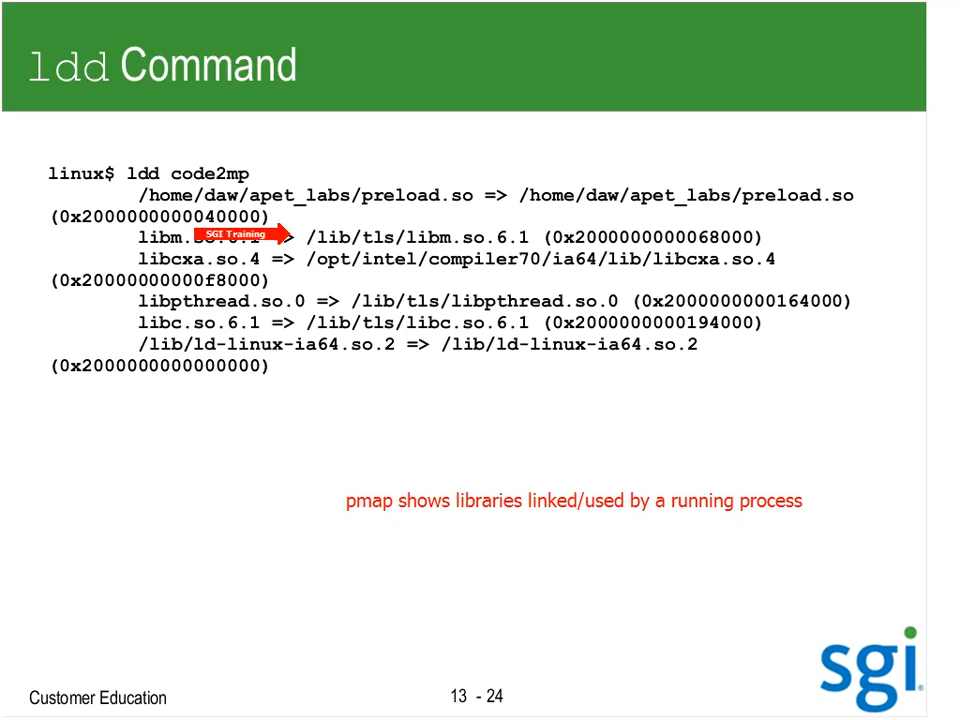 ldd Command
linux$ ldd code2mp
/home/daw/apet_labs/preload.so => /home/daw/apet_labs/preload.so
(0x2000000000040000)
libm.so.6.1 => /lib/tls/libm.so.6.1 (0x2000000000068000)
SGI Training
libcxa.so.4 => /opt/intel/compiler70/ia64/lib/libcxa.so.4
(0x20000000000f8000)
libpthread.so.0 => /lib/tls/libpthread.so.0 (0x2000000000164000)
libc.so.6.1 => /lib/tls/libc.so.6.1 (0x2000000000194000)
/lib/ld-linux-ia64.so.2 => /lib/ld-linux-ia64.so.2
(0x2000000000000000)
pmap shows libraries linked/used by a running process
sgi®
Customer Education
13 - 24